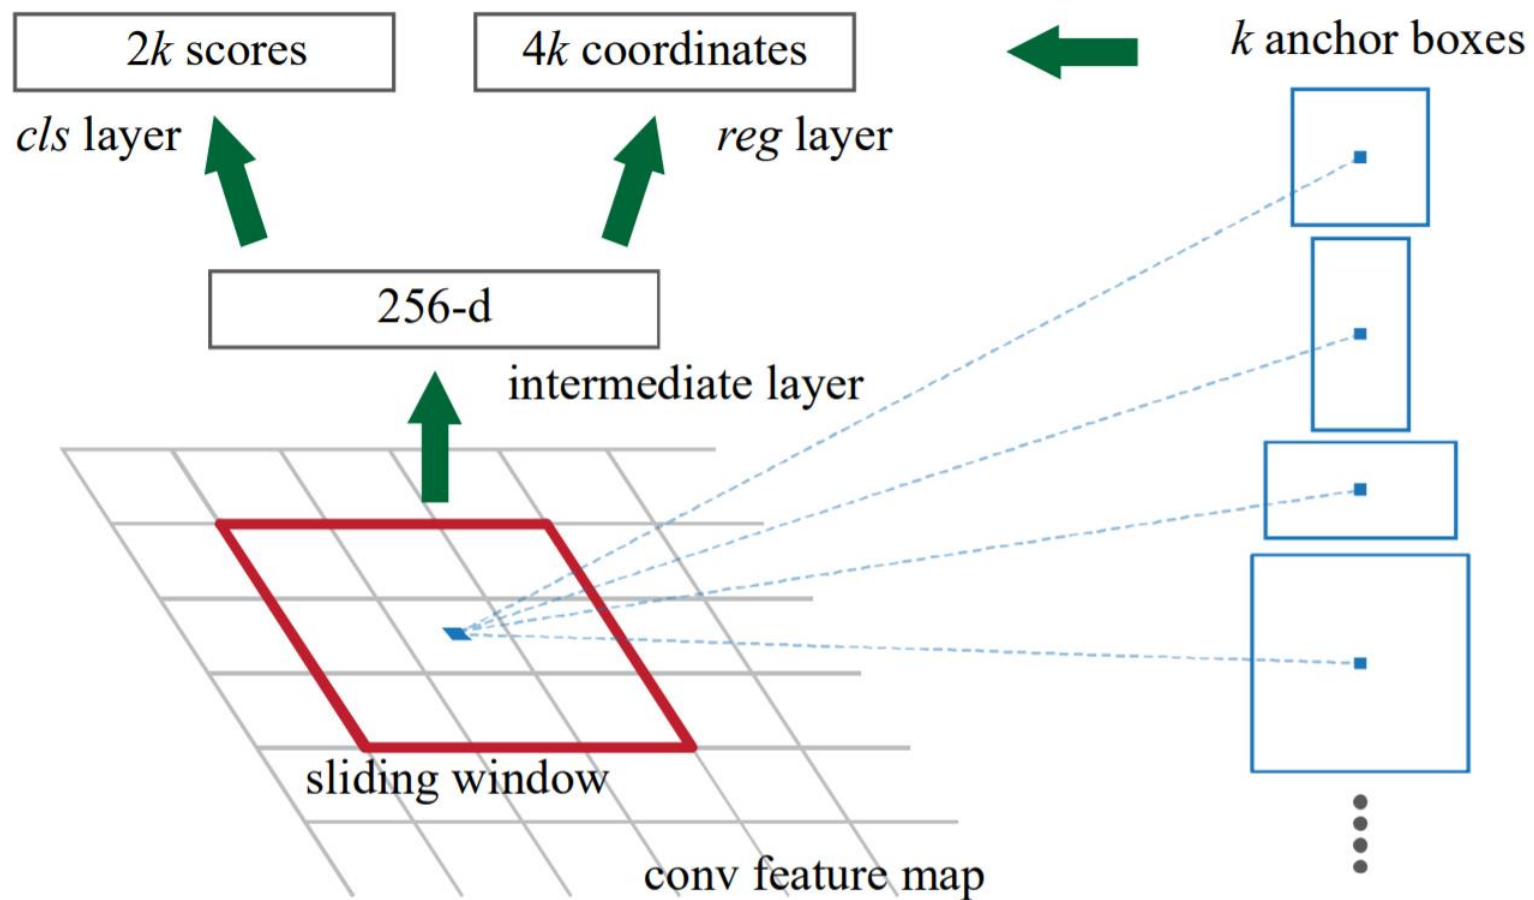 2k scores
4k coordinates
k anchor boxes
cls layer
reg layer
256-d
intermediate layer
sliding window
conv feature map